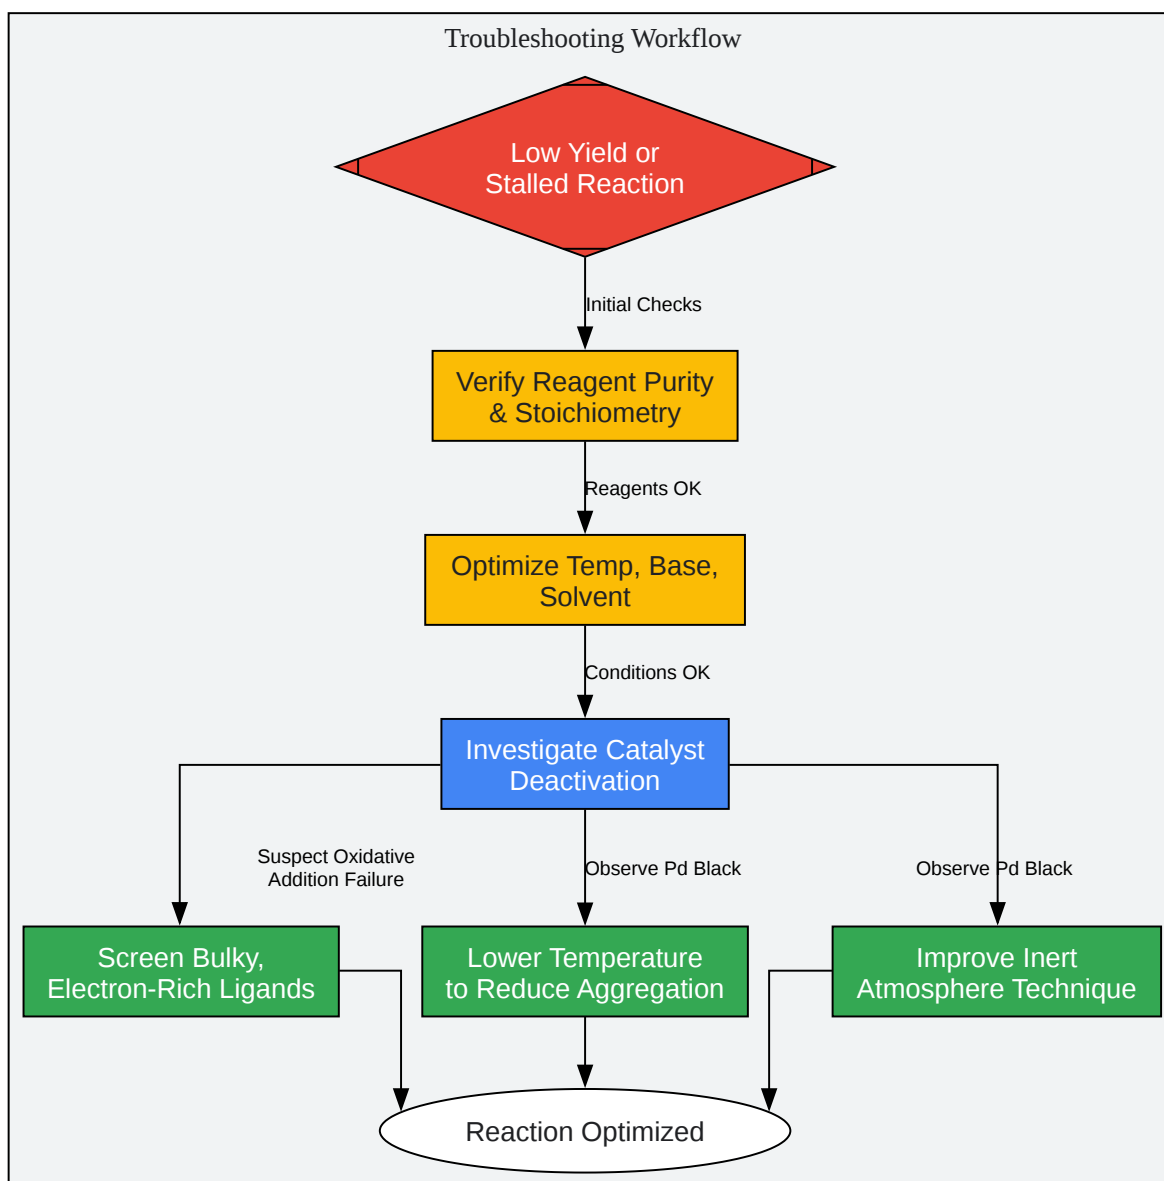 Troubleshooting Workflow
Low Yield or
Stalled Reaction
Initial Checks
Verify Reagent Purity
& Stoichiometry
Reagents OK
Optimize Temp, Base,
Solvent
Conditions OK
Investigate Catalyst
Deactivation
Suspect Oxidative
Addition Failure
Observe Pd Black
Observe Pd Black
Screen Bulky,
Electron-Rich Ligands
Lower Temperature
to Reduce Aggregation
Improve Inert
Atmosphere Technique
Reaction Optimized